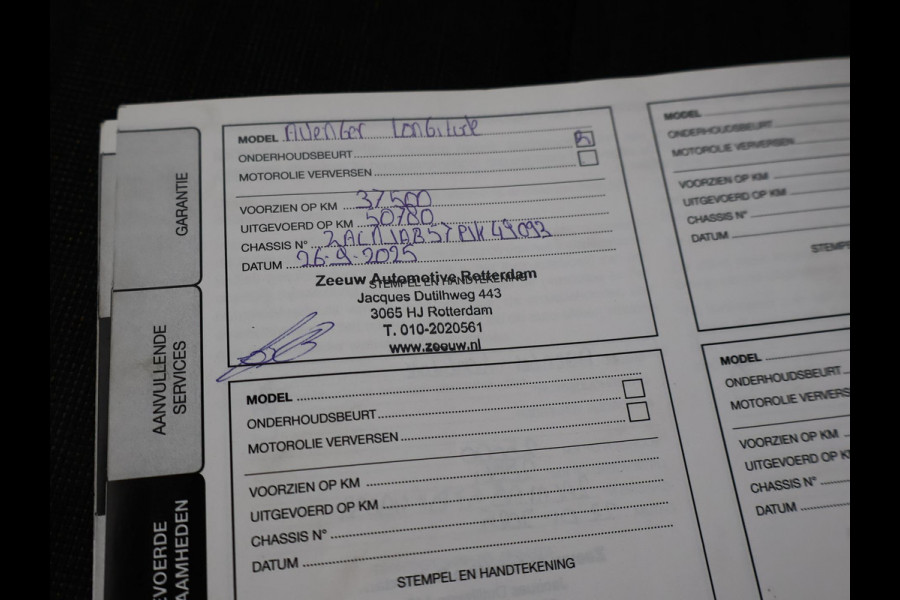 GARANTIE
AANVULLENDE
SERVICES
EVOERDE
AAMHEDEN
MODEL Avenger Longitude
ONDERHOUDSBEURT
MOTOROLIE VERVERSEN
VOORZIEN OP KM 37500
UITGEVOERD OP KM 50780
CHASSIS N°
DATUM 26-9-2025
STEMPEL EN HANDTEKENING
Zeeuw Automotive Rotterdam
Jacques Dutilhweg 443
3065 HJ Rotterdam
T. 010-2020561
www.zeeuw.nl
MODEL
ONDERHOUDSBEURT
MOTOROLIE VERVERSEN
VOORZIEN OP KM
UITGEVOERD OP KM
CHASSIS N°
DATUM
STEMPEL EN HANDTEKENING
MODEL
ONDERHOUDSBEURT
MOTOROLIE VERVERSEN
VOORZIEN OP KM
UITGEVOERD OP KM
CHASSIS N°
DATUM
STEMPE
MODEL
ONDERHOUDSBEURT
MOTOROLIE VERVERS
VOORZIEN OP KM
UITGEVOERD OP K
CHASSIS N°
DATUM